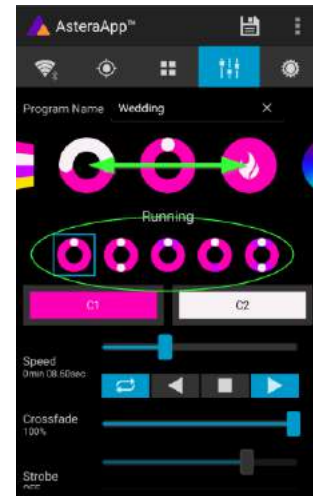 AsteraApp™
Program Name Wedding ×
Running
C1 C2
Speed
0min 08.60sec
Crossfade
100%
Strobe
OFF